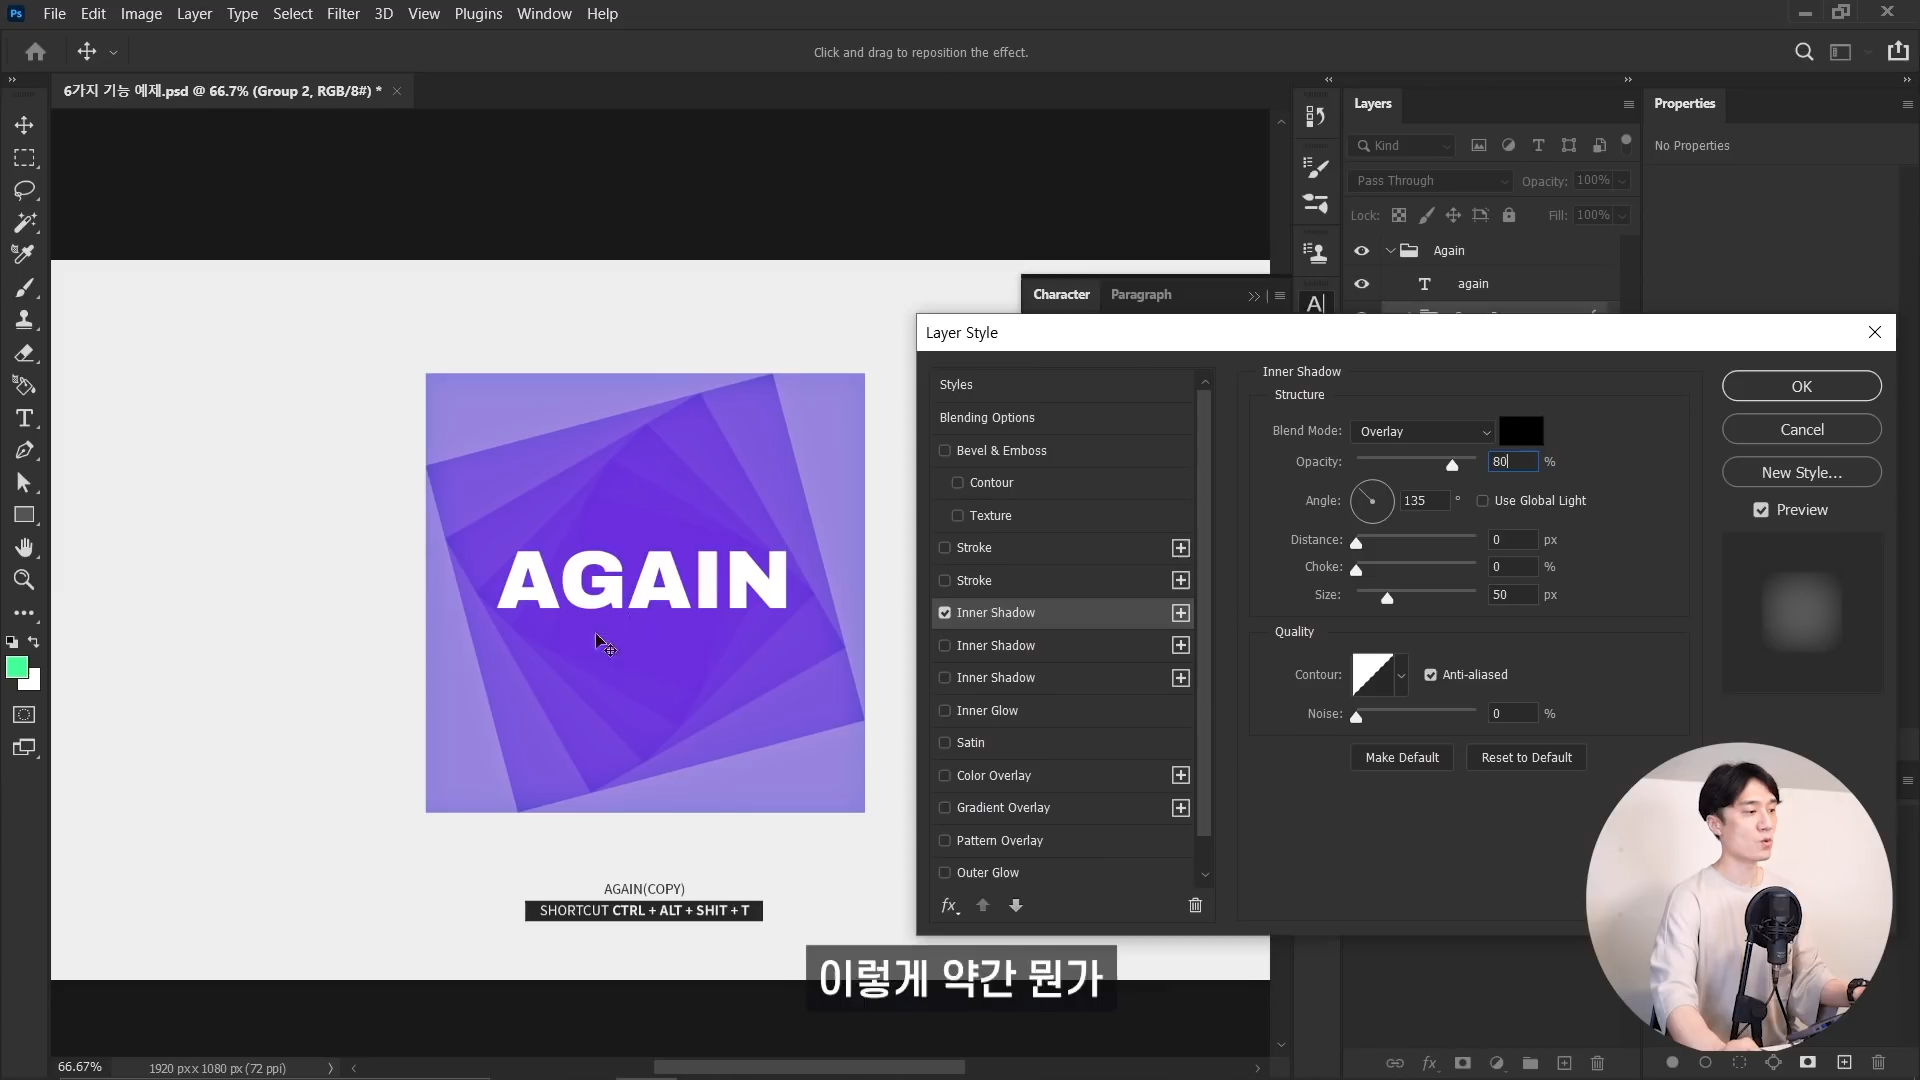 Ps File Edit Image Layer Type Select Filter 3D View Plugins Window Help
Click and drag to reposition the effect.
6가지 기능 예제.psd @ 66.7% (Group 2, RGB/8#) *
Layers
Properties
Kind
No Properties
Pass Through Opacity: 100%
Lock: Fill: 100%
Again
again
Character Paragraph
Layer Style
Styles
Blending Options
Bevel & Emboss
Contour
Texture
Stroke
Stroke
Inner Shadow
Inner Shadow
Inner Shadow
Inner Glow
Satin
Color Overlay
Gradient Overlay
Pattern Overlay
Outer Glow
fx
Inner Shadow
Structure
Blend Mode: Overlay
Opacity: 80 %
Angle: 135 ° Use Global Light
Distance: 0 px
Choke: 0 %
Size: 50 px
Quality
Contour: Anti-aliased
Noise: 0 %
Make Default Reset to Default
OK
Cancel
New Style...
Preview
AGAIN
AGAIN(COPY)
SHORTCUT CTRL + ALT + SHIT + T
이렇게 약간 뭔가
66.67% 1920 px x 1080 px (72 ppi)
fx